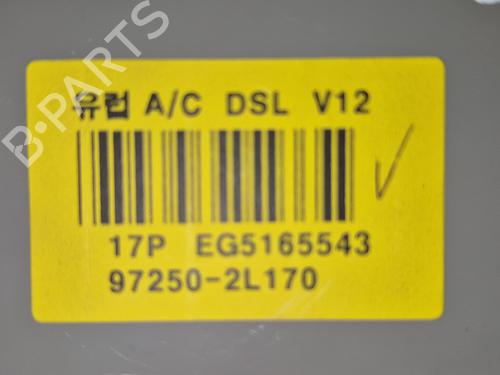 B-PARTS
유럽 A/C DSL V12
17P EG5165543
97250-2L170